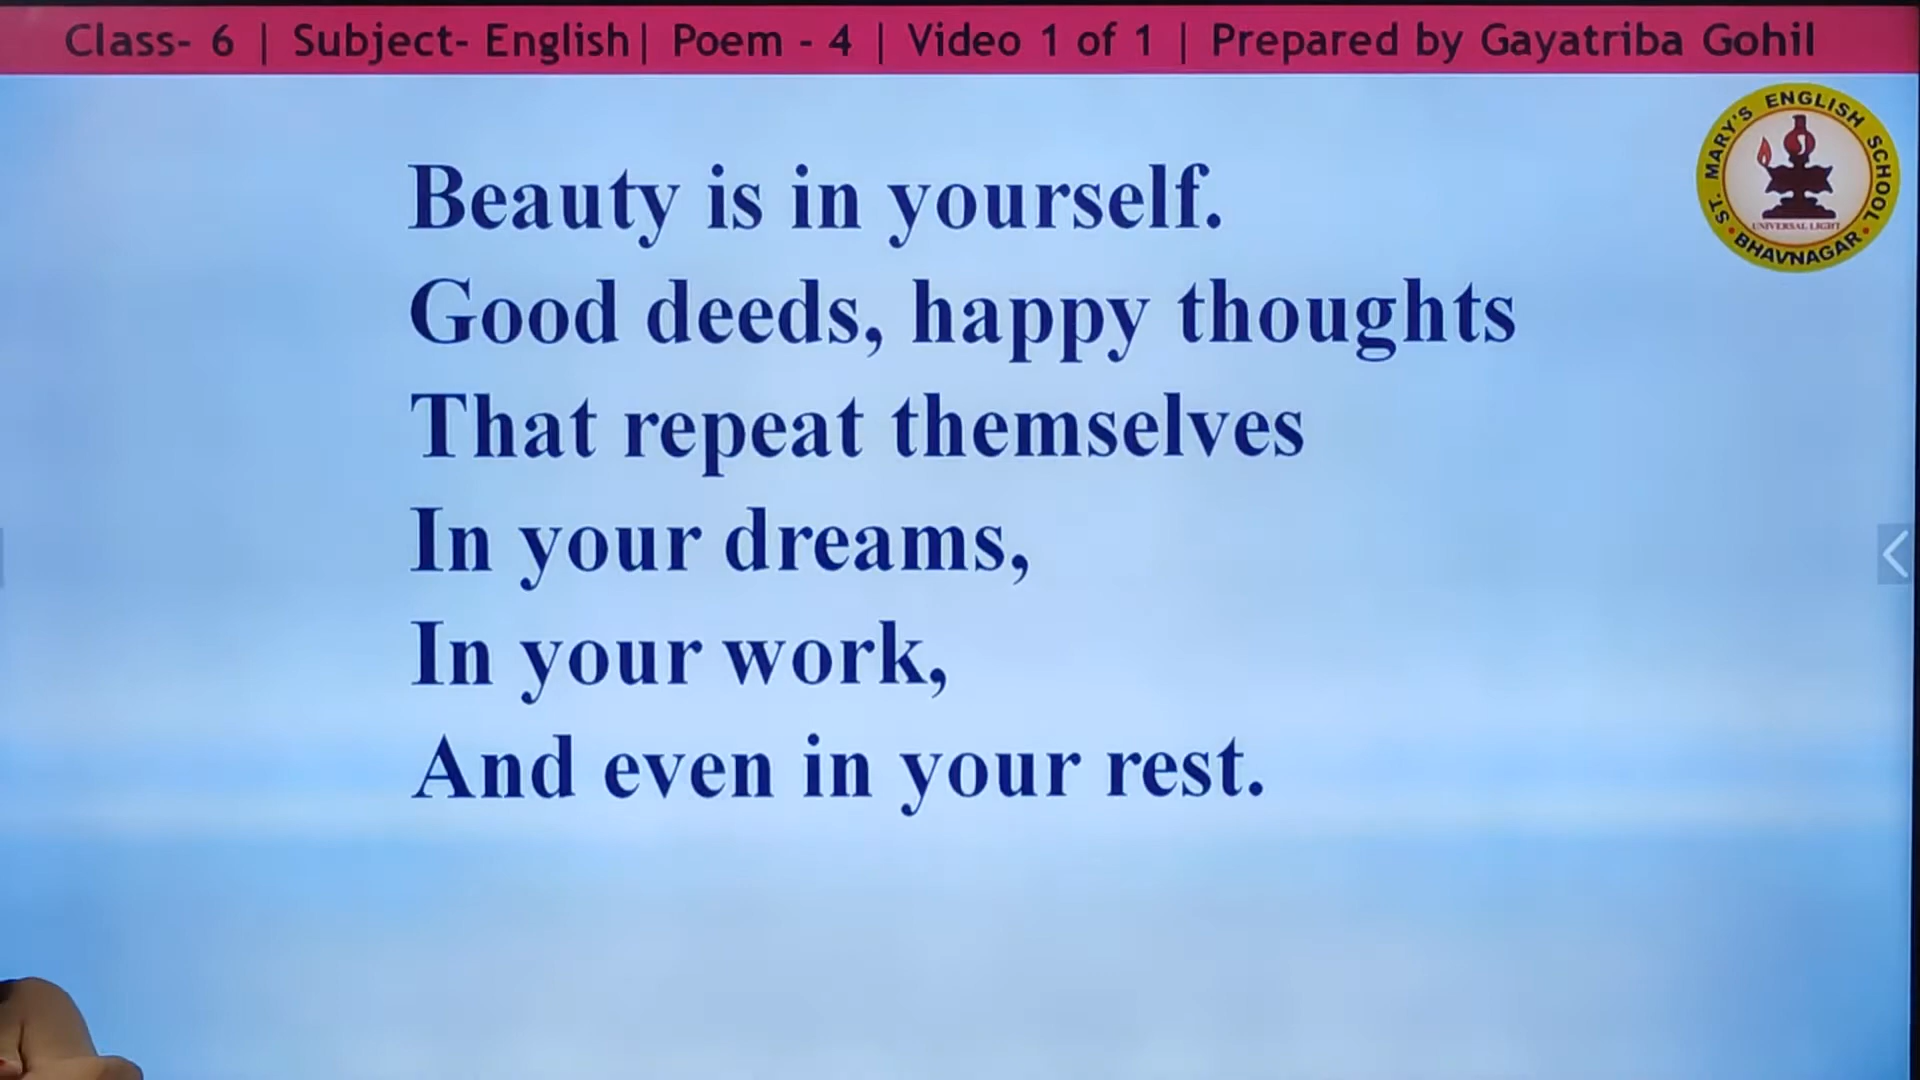 Class- 6 | Subject- English| Poem - 4 | Video 1 of 1 | Prepared by Gayatriba Gohil
ST. MARY'S ENGLISH SCHOOL
UNIVERSAL LIGHT
BHAVNAGAR
Beauty is in yourself.
Good deeds, happy thoughts
That repeat themselves
In your dreams,
In your work,
And even in your rest.